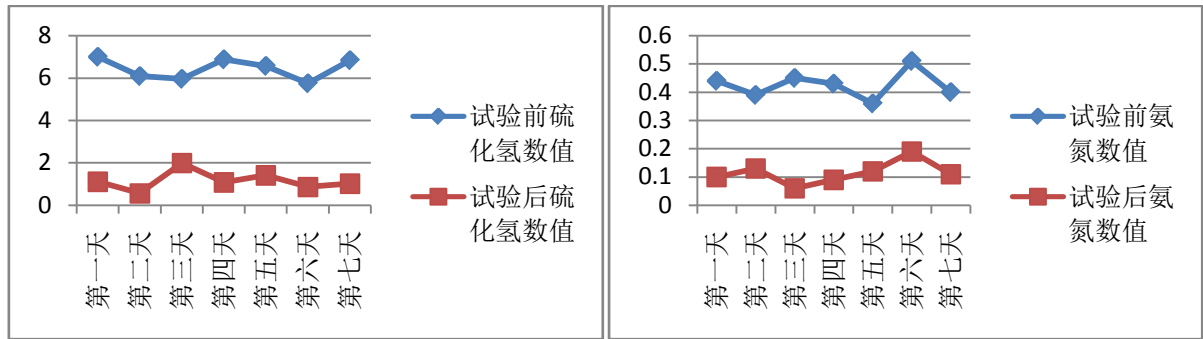 8
6
4
2
0
第一天
第二天
第三天
第四天
第五天
第六天
第七天
试验前硫
化氢数值
试验后硫
化氢数值
0.6
0.5
0.4
0.3
0.2
0.1
0
第一天
第二天
第三天
第四天
第五天
第六天
第七天
试验前氨
氮数值
试验后氨
氮数值